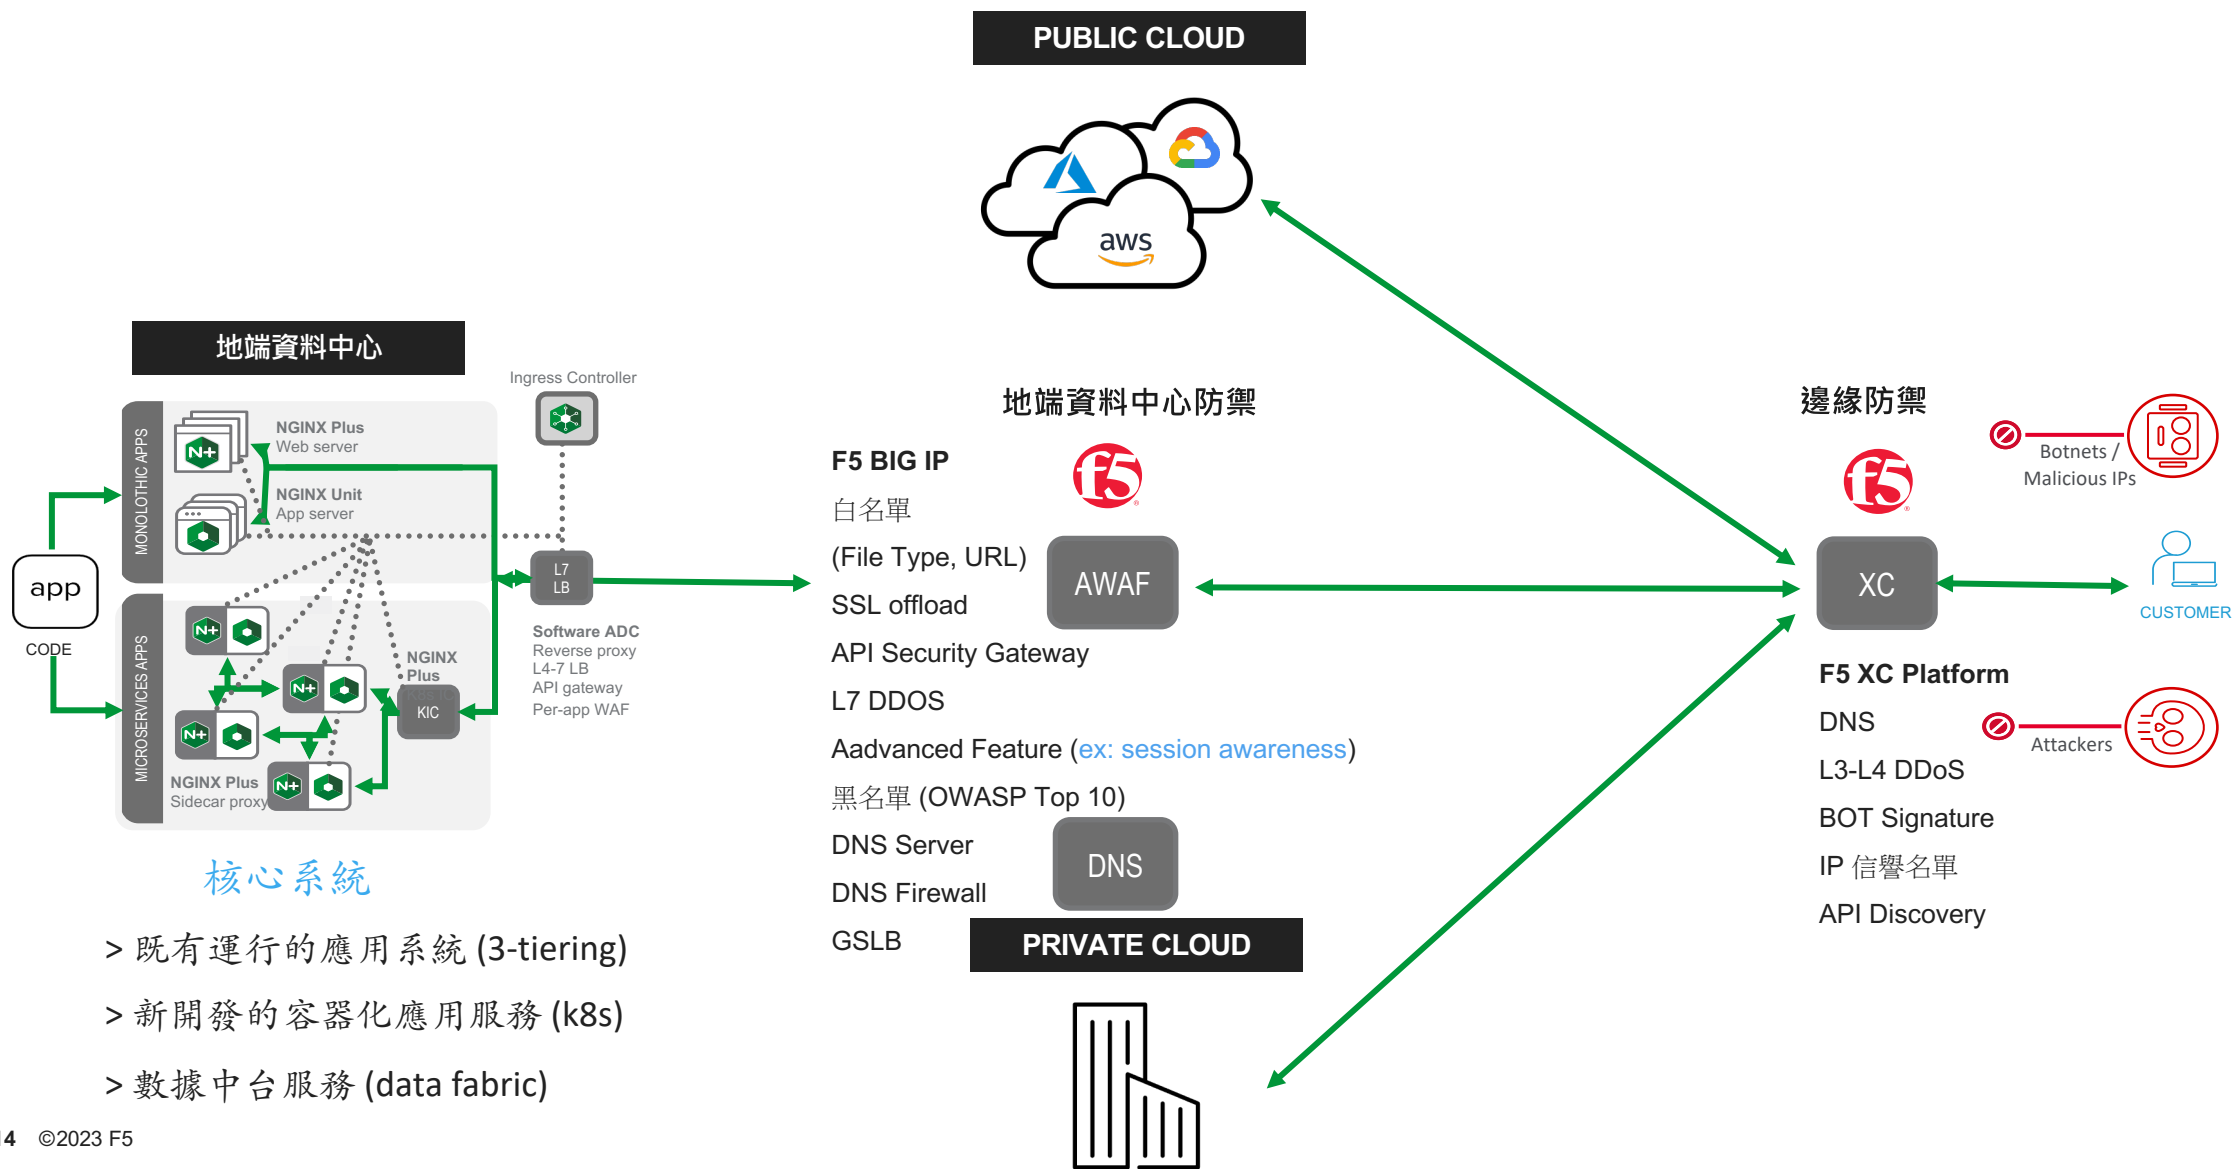 PUBLIC CLOUD
aws
地端資料中心
MONOLOTHIC APPS
NGINX Plus
Web server
NGINX Unit
App server
Ingress Controller
app
CODE
L7
LB
Software ADC
Reverse proxy
L4-7 LB
API gateway
Per-app WAF
MICROSERVICES APPS
N+
N+
N+
N+
N+
NGINX
Plus
KIC
NGINX Plus
Sidecar proxy
核心系統
> 既有運行的應用系統 (3-tiering)
> 新開發的容器化應用服務 (k8s)
> 數據中台服務 (data fabric)
地端資料中心防禦
f5
F5 BIG IP
白名單
(File Type, URL)
SSL offload
API Security Gateway
L7 DDOS
Aadvanced Feature (ex: session awareness)
黑名單 (OWASP Top 10)
DNS Server
DNS Firewall
GSLB
AWAF
DNS
PRIVATE CLOUD
邊緣防禦
f5
XC
F5 XC Platform
DNS
L3-L4 DDoS
BOT Signature
IP 信譽名單
API Discovery
Botnets /
Malicious IPs
CUSTOMER
Attackers
©2023 F5